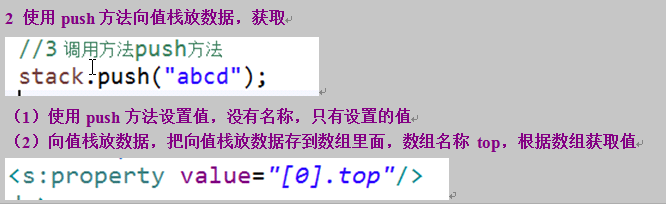 2 使用 push 方法向值栈放数据，获取
//3 调用方法push方法
stack.push("abcd");
（1）使用 push 方法设置值，没有名称，只有设置的值
（2）向值栈放数据，把向值栈放数据存到数组里面，数组名称 top，根据数组获取值
<s:property value="[0].top"/>